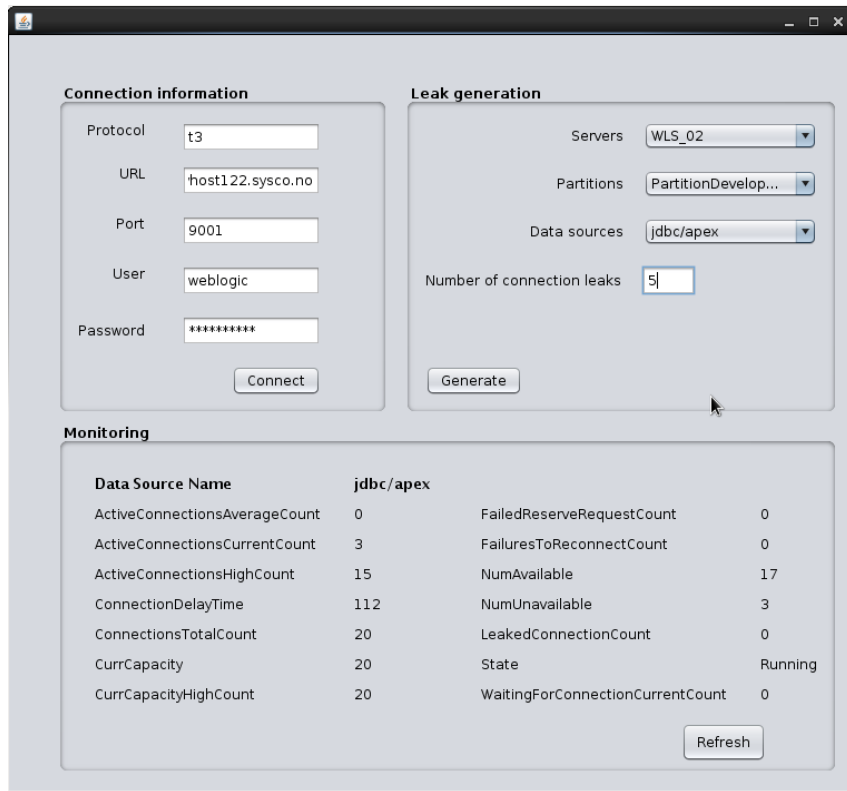 Connection information
Protocol t3
URL host122.sysco.no
Port 9001
User weblogic
Password **********
Connect
Leak generation
Servers WLS_02
Partitions PartitionDevelop...
Data sources jdbc/apex
Number of connection leaks 5
Generate
Monitoring
Data Source Name jdbc/apex
ActiveConnectionsAverageCount 0 FailedReserveRequestCount 0
ActiveConnectionsCurrentCount 3 FailuresToReconnectCount 0
ActiveConnectionsHighCount 15 NumAvailable 17
ConnectionDelayTime 112 NumUnavailable 3
ConnectionsTotalCount 20 LeakedConnectionCount 0
CurrCapacity 20 State Running
CurrCapacityHighCount 20 WaitingForConnectionCurrentCount 0
Refresh